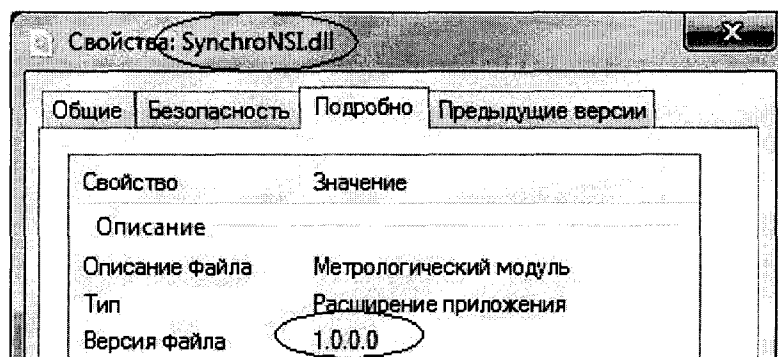 Свойства: SynchroNSI.dll
Общие Безопасность Подробно Предыдущие версии
Свойство Значение
Описание
Описание файла Метрологический модуль
Тип Расширение приложения
Версия файла 1.0.0.0